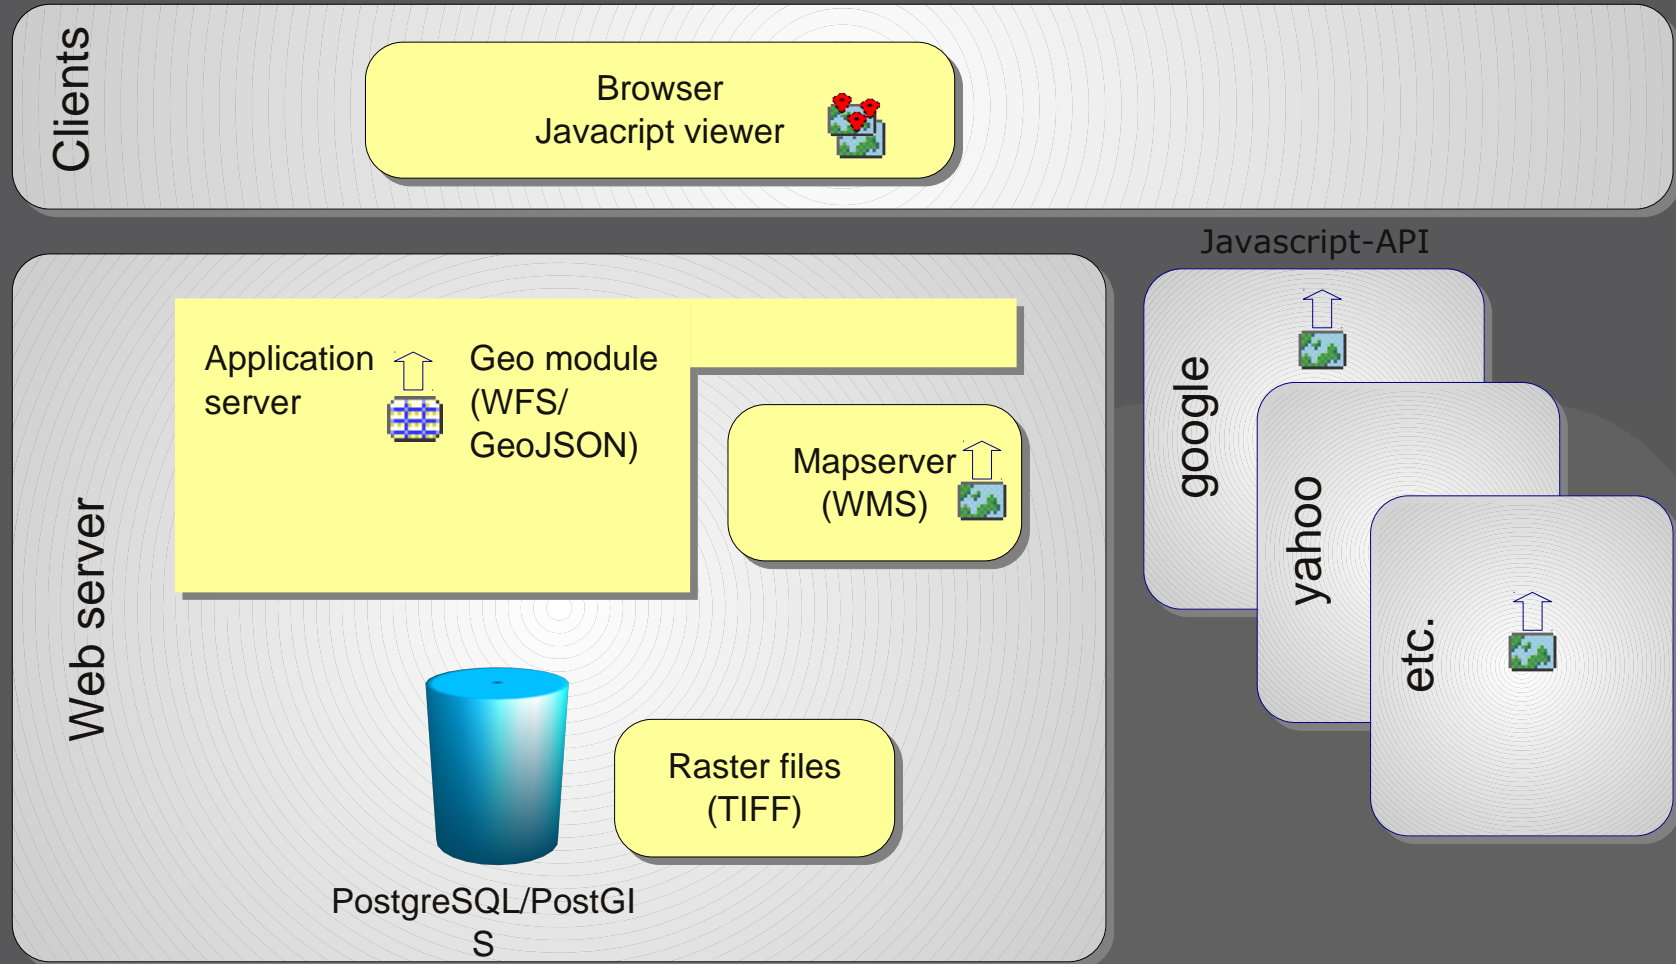 Clients
Browser
Javacript viewer
Javascript-API
Web server
Application
server
Geo module
(WFS/
GeoJSON)
Mapserver
(WMS)
Raster files
(TIFF)
PostgreSQL/PostGI
S
google
yahoo
etc.